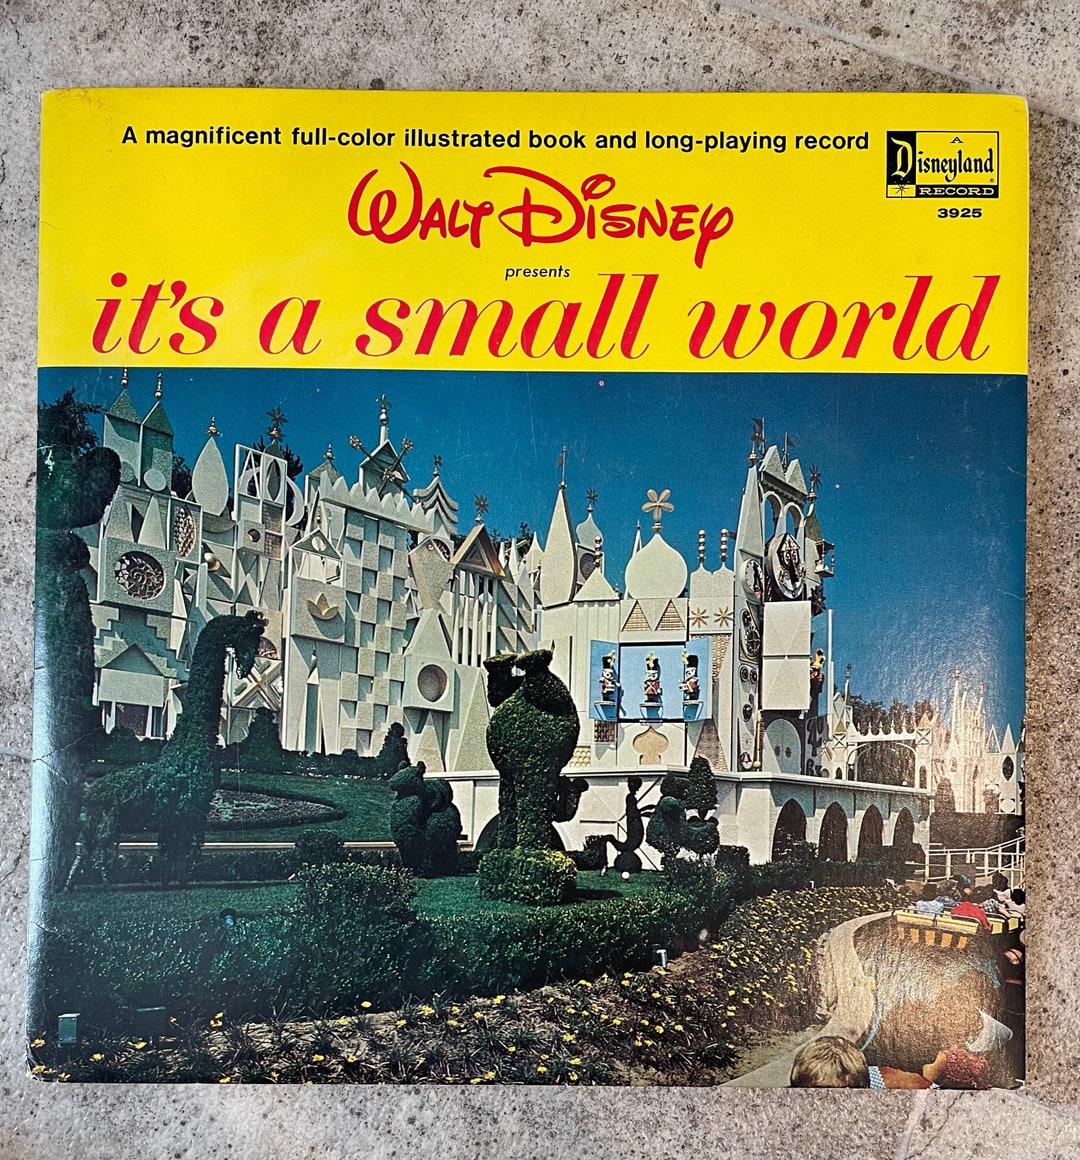 A magnificent full-color illustrated book and long-playing record
A
Disneyland
RECORD
3925
WALT DISNEY
presents
it's a small world